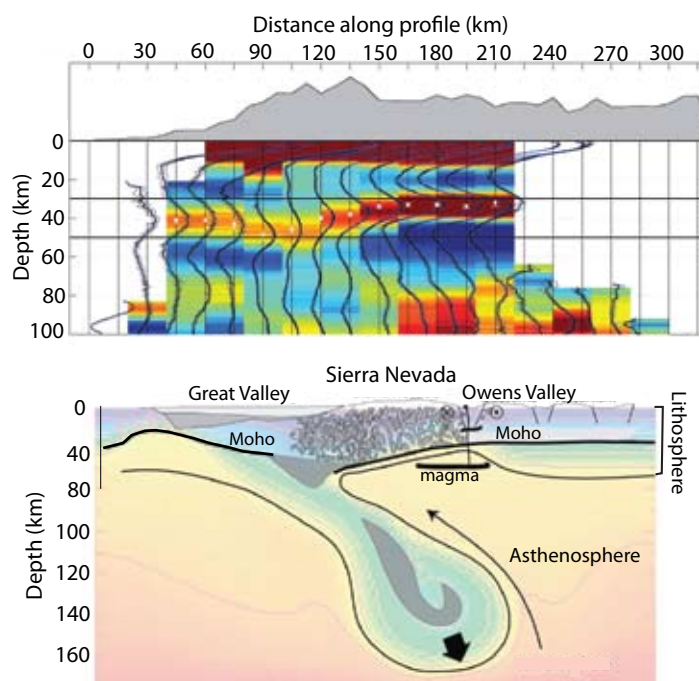 Distance along profile (km)
0 30 60 90 120 150 180 210 240 270 300
Depth (km)
0
20
40
60
80
100
Sierra Nevada
Great Valley
Owens Valley
Lithosphere
Depth (km)
0
40
80
100
120
140
160
Moho
Moho
magma
Asthenosphere